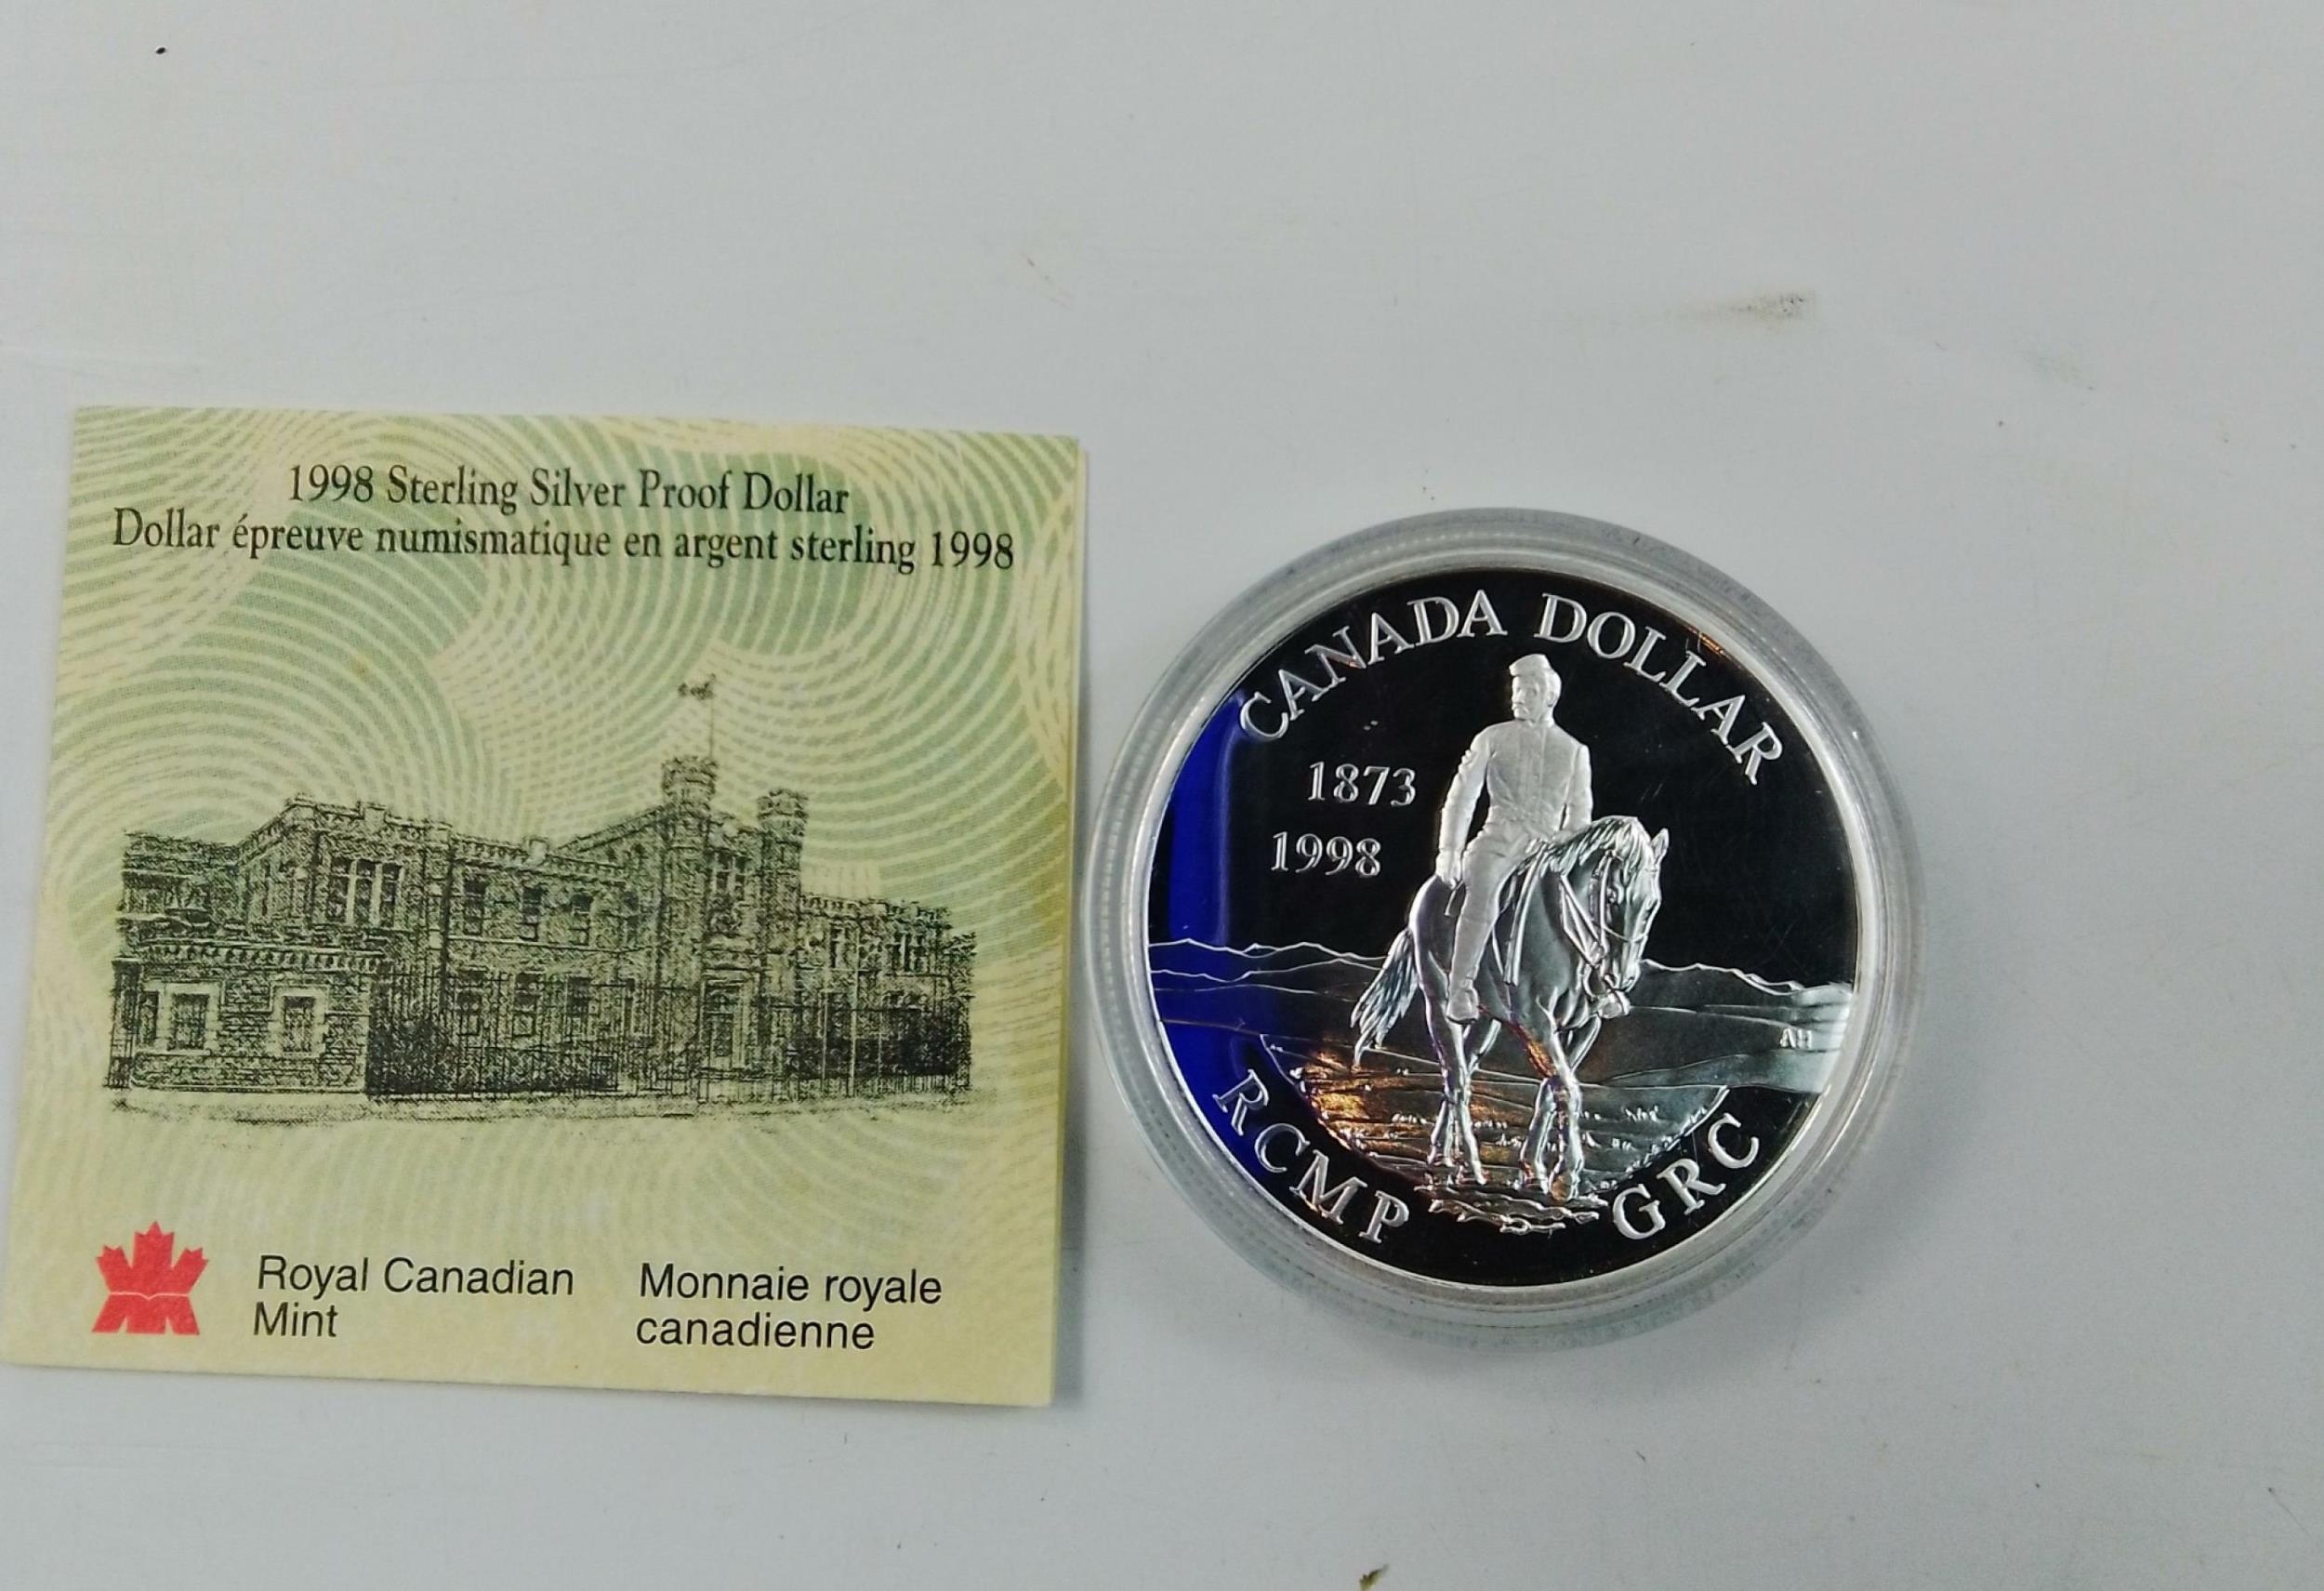 1998 Sterling Silver Proof Dollar
Dollar épreuve numismatique en argent sterling 1998
Royal Canadian
Mint
Monnaie royale
canadienne
CANADA DOLLAR
1873
1998
AH
RCMP GRC